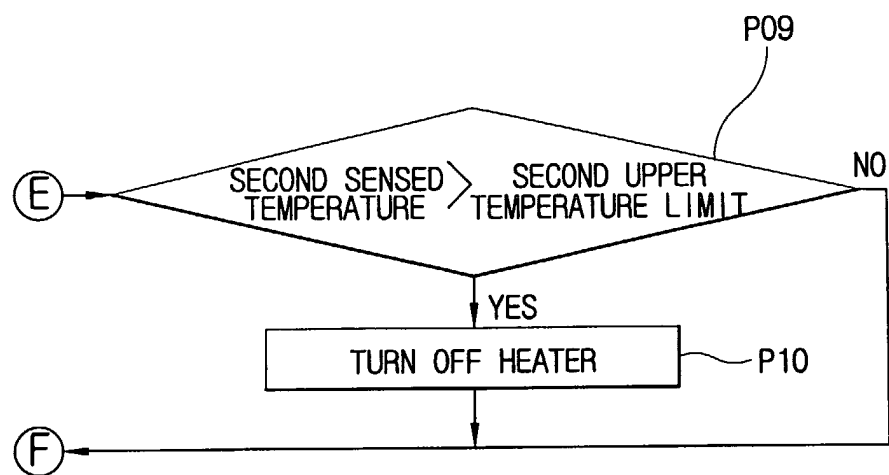 P09
E
SECOND SENSED TEMPERATURE > SECOND UPPER TEMPERATURE LIMIT
NO
YES
TURN OFF HEATER
P10
F